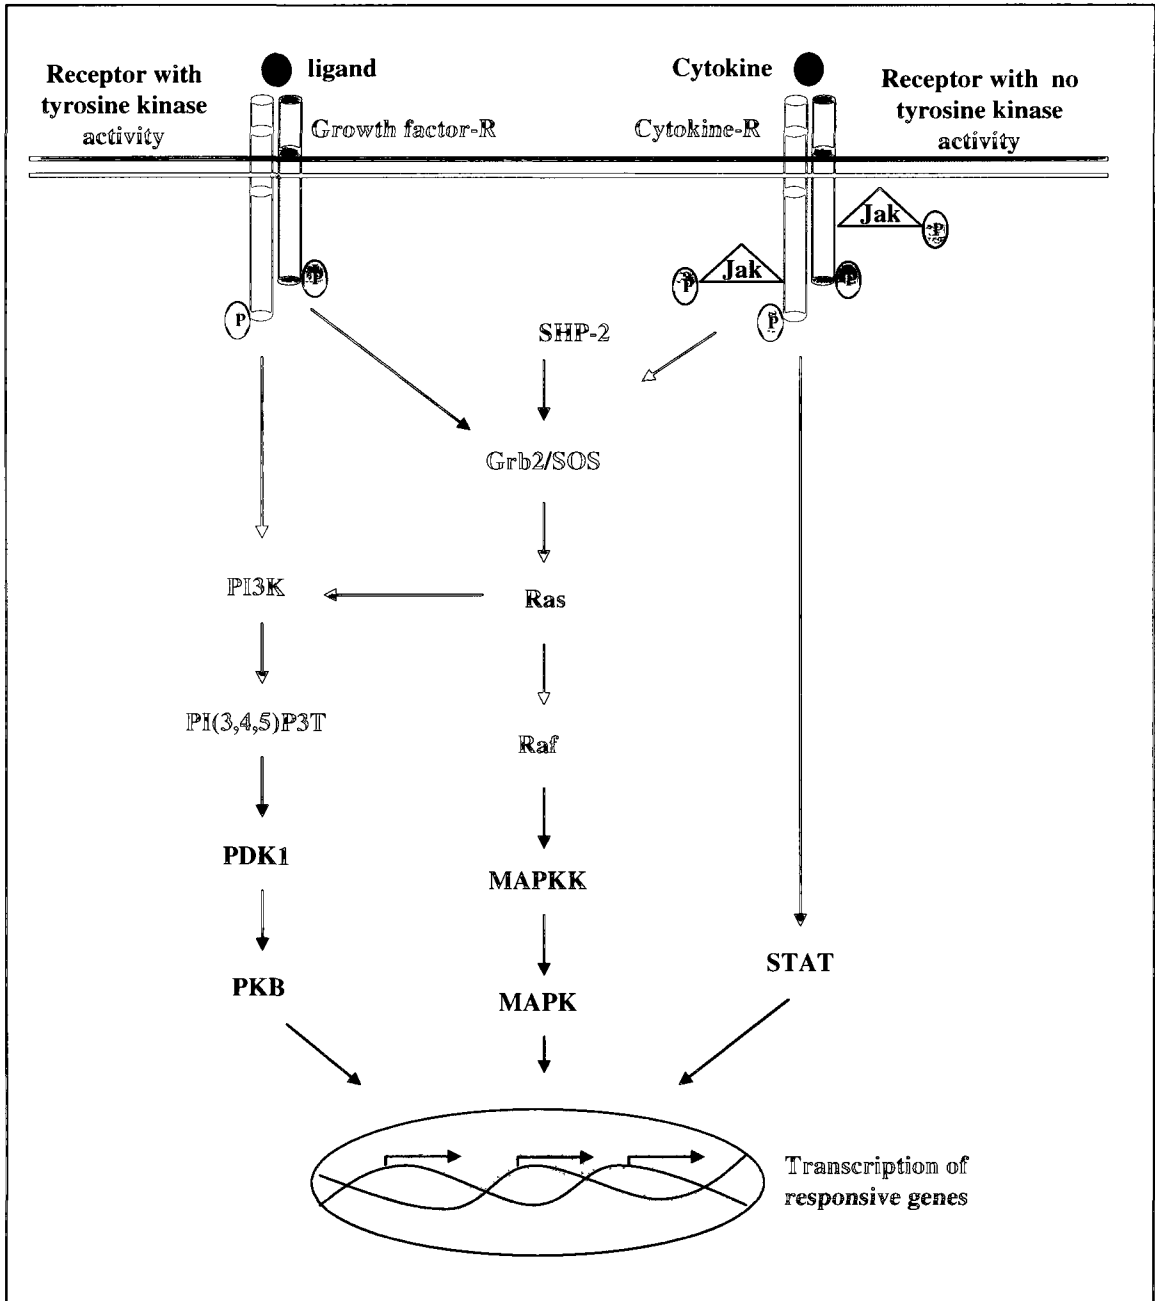 Receptor with
tyrosine kinase
activity
ligand
Growth factor-R
Cytokine
Cytokine-R
Receptor with no
tyrosine kinase
activity
Jak
P
Jak
P
P
P
P
P
SHP-2
Grb2/SOS
PI3K
Ras
PI(3,4,5)P3T
Raf
PDK1
MAPKK
PKB
MAPK
STAT
Transcription of
responsive genes